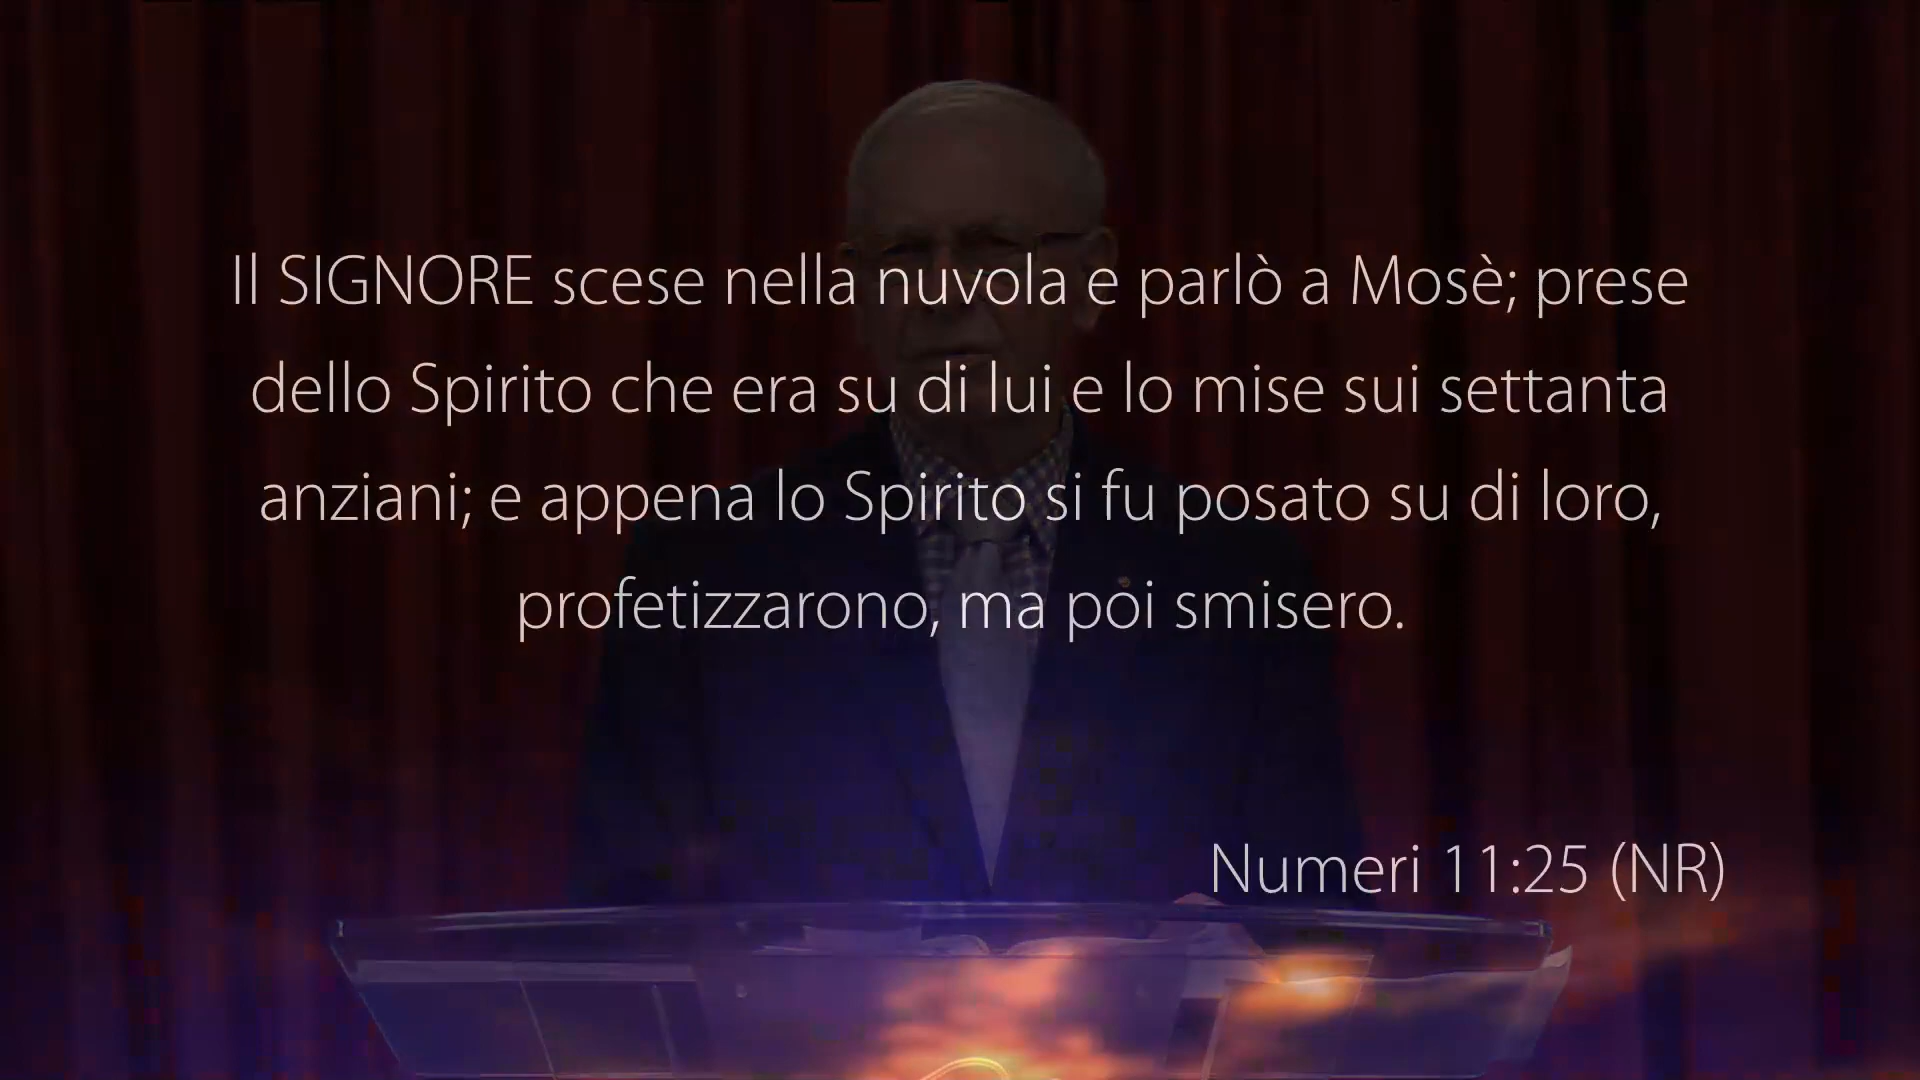 Il SIGNORE scese nella nuvola e parlò a Mosè; prese
dello Spirito che era su di lui e lo mise sui settanta
anziani; e appena lo Spirito si fu posato su di loro,
profetizzarono, ma poi smisero.
Numeri 11:25 (NR)